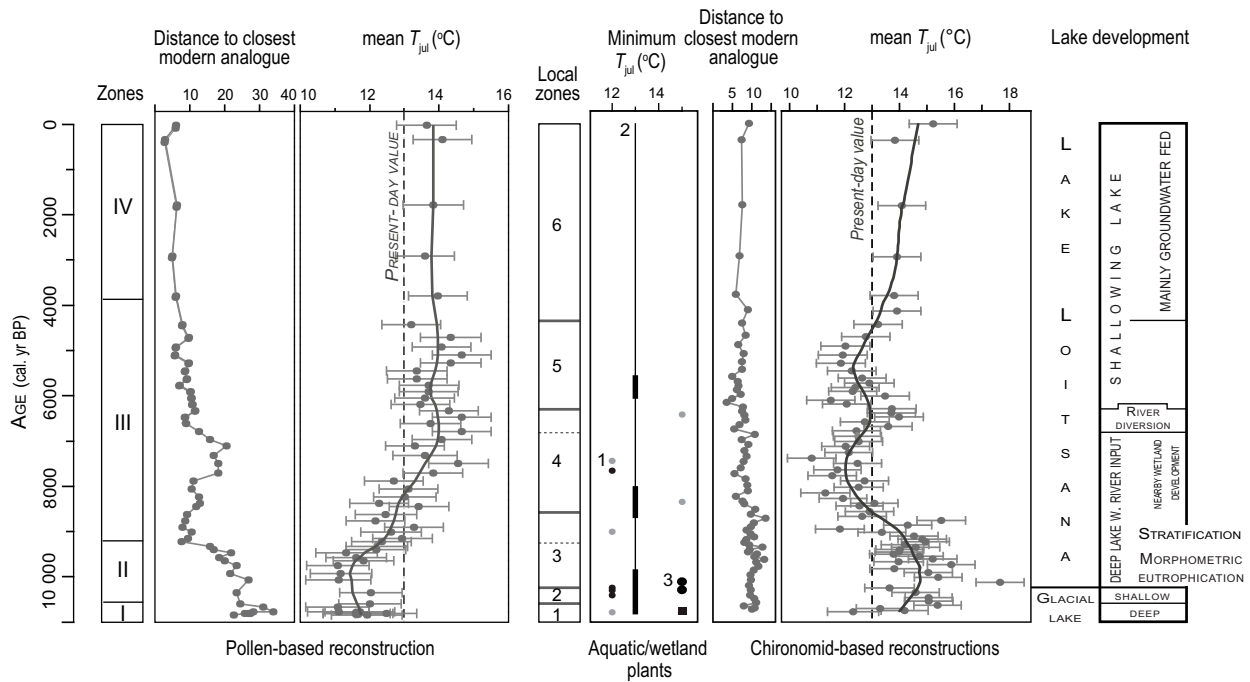 Distance to closest
modern analogue
mean Tjul (°C)
Minimum
Tjul (°C)
Distance to
closest modern
analogue
mean Tjul (°C)
Lake development
Zones
0 10 20 30 40
10 12 14 16
Local
zones
12 14
5 10
10 12 14 16 18
AGE (cal. yr BP)
0
2000
4000
6000
8000
10 000
10
IV
III
II
I
PRESENT-DAY VALUE
6
5
4
3
2
1
2
1
3
Present-day value
LAKE LOITSANA
GLACIAL
LAKE
SHALLOWING LAKE
MAINLY GROUNDWATER FED
RIVER
DIVERSION
DEEP LAKE W. RIVER INPUT
NEARBY WETLAND
DEVELOPMENT
STRATIFICATION
MORPHOMETRIC
EUTROPHICATION
SHALLOW
DEEP
Pollen-based reconstruction
Aquatic/wetland
plants
Chironomid-based reconstructions